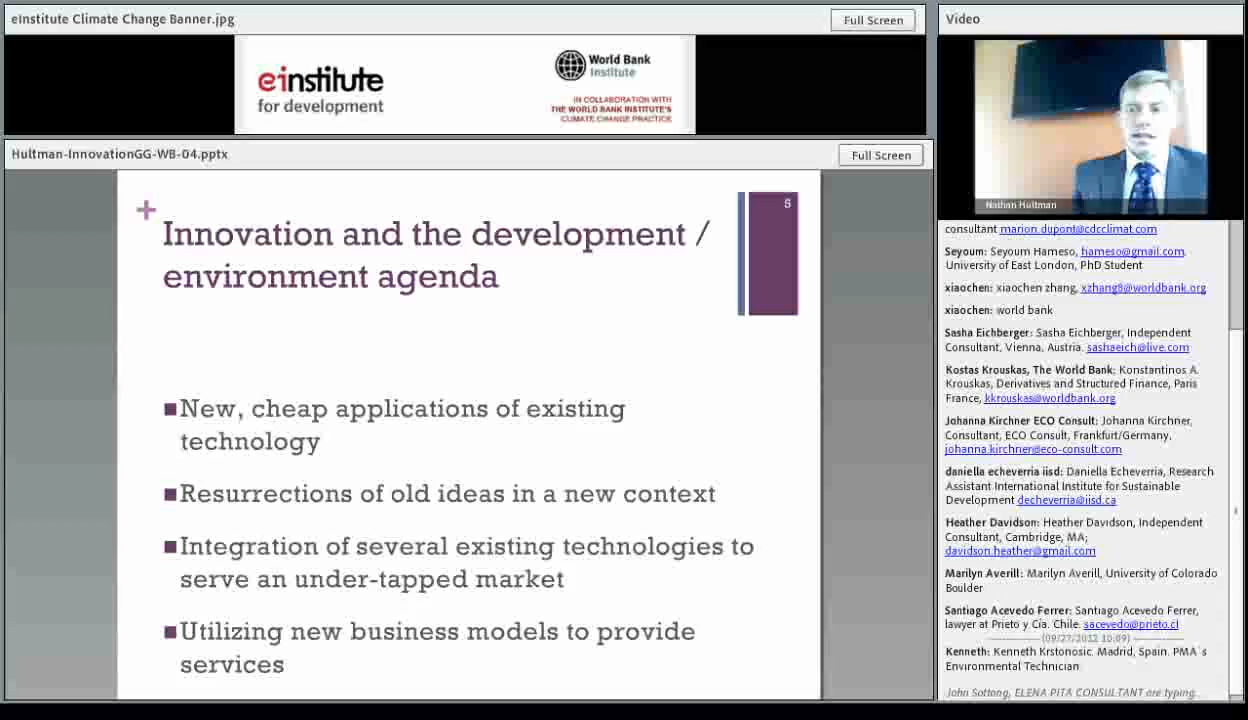 eInstitute Climate Change Banner.jpg
Full Screen
einstitute
for development
World Bank
Institute
IN COLLABORATION WITH
THE WORLD BANK INSTITUTE'S
CLIMATE CHANGE PRACTICE
Hultman-InnovationGG-WB-04.pptx
Full Screen
+
5
Innovation and the development /
environment agenda
New, cheap applications of existing
technology
Resurrections of old ideas in a new context
Integration of several existing technologies to
serve an under-tapped market
Utilizing new business models to provide
services
Video
Nathan Hultman
consultant marion.dupont@cdcclimat.com
Seyoum: Seyoum Hameso, hameso@gmail.com.
University of East London, PhD Student
xiaochen: xiaochen zhang, xzhang8@worldbank.org
xiaochen: world bank
Sasha Eichberger: Sasha Eichberger, Independent
Consultant, Vienna, Austria. sashaeich@live.com
Kostas Krouskas, The World Bank: Konstantinos A.
Krouskas, Derivatives and Structured Finance, Paris
France, kkrouskas@worldbank.org
Johanna Kirchner ECO Consult: Johanna Kirchner,
Consultant, ECO Consult, Frankfurt/Germany,
johanna.kirchner@eco-consult.com
daniella echeverria iisd: Daniella Echeverria, Research
Assistant International Institute for Sustainable
Development decheverria@iisd.ca
Heather Davidson: Heather Davidson, Independent
Consultant, Cambridge, MA;
davidson.heather@gmail.com
Marilyn Averill: Marilyn Averill, University of Colorado
Boulder
Santiago Acevedo Ferrer: Santiago Acevedo Ferrer,
lawyer at Prieto y Cía. Chile. sacevedo@prieto.cl
(09/27/2012 10:09)
Kenneth: Kenneth Krstonosic. Madrid, Spain. PMA´s
Environmental Technician
John Sottong, ELENA PITA CONSULTANT are typing...